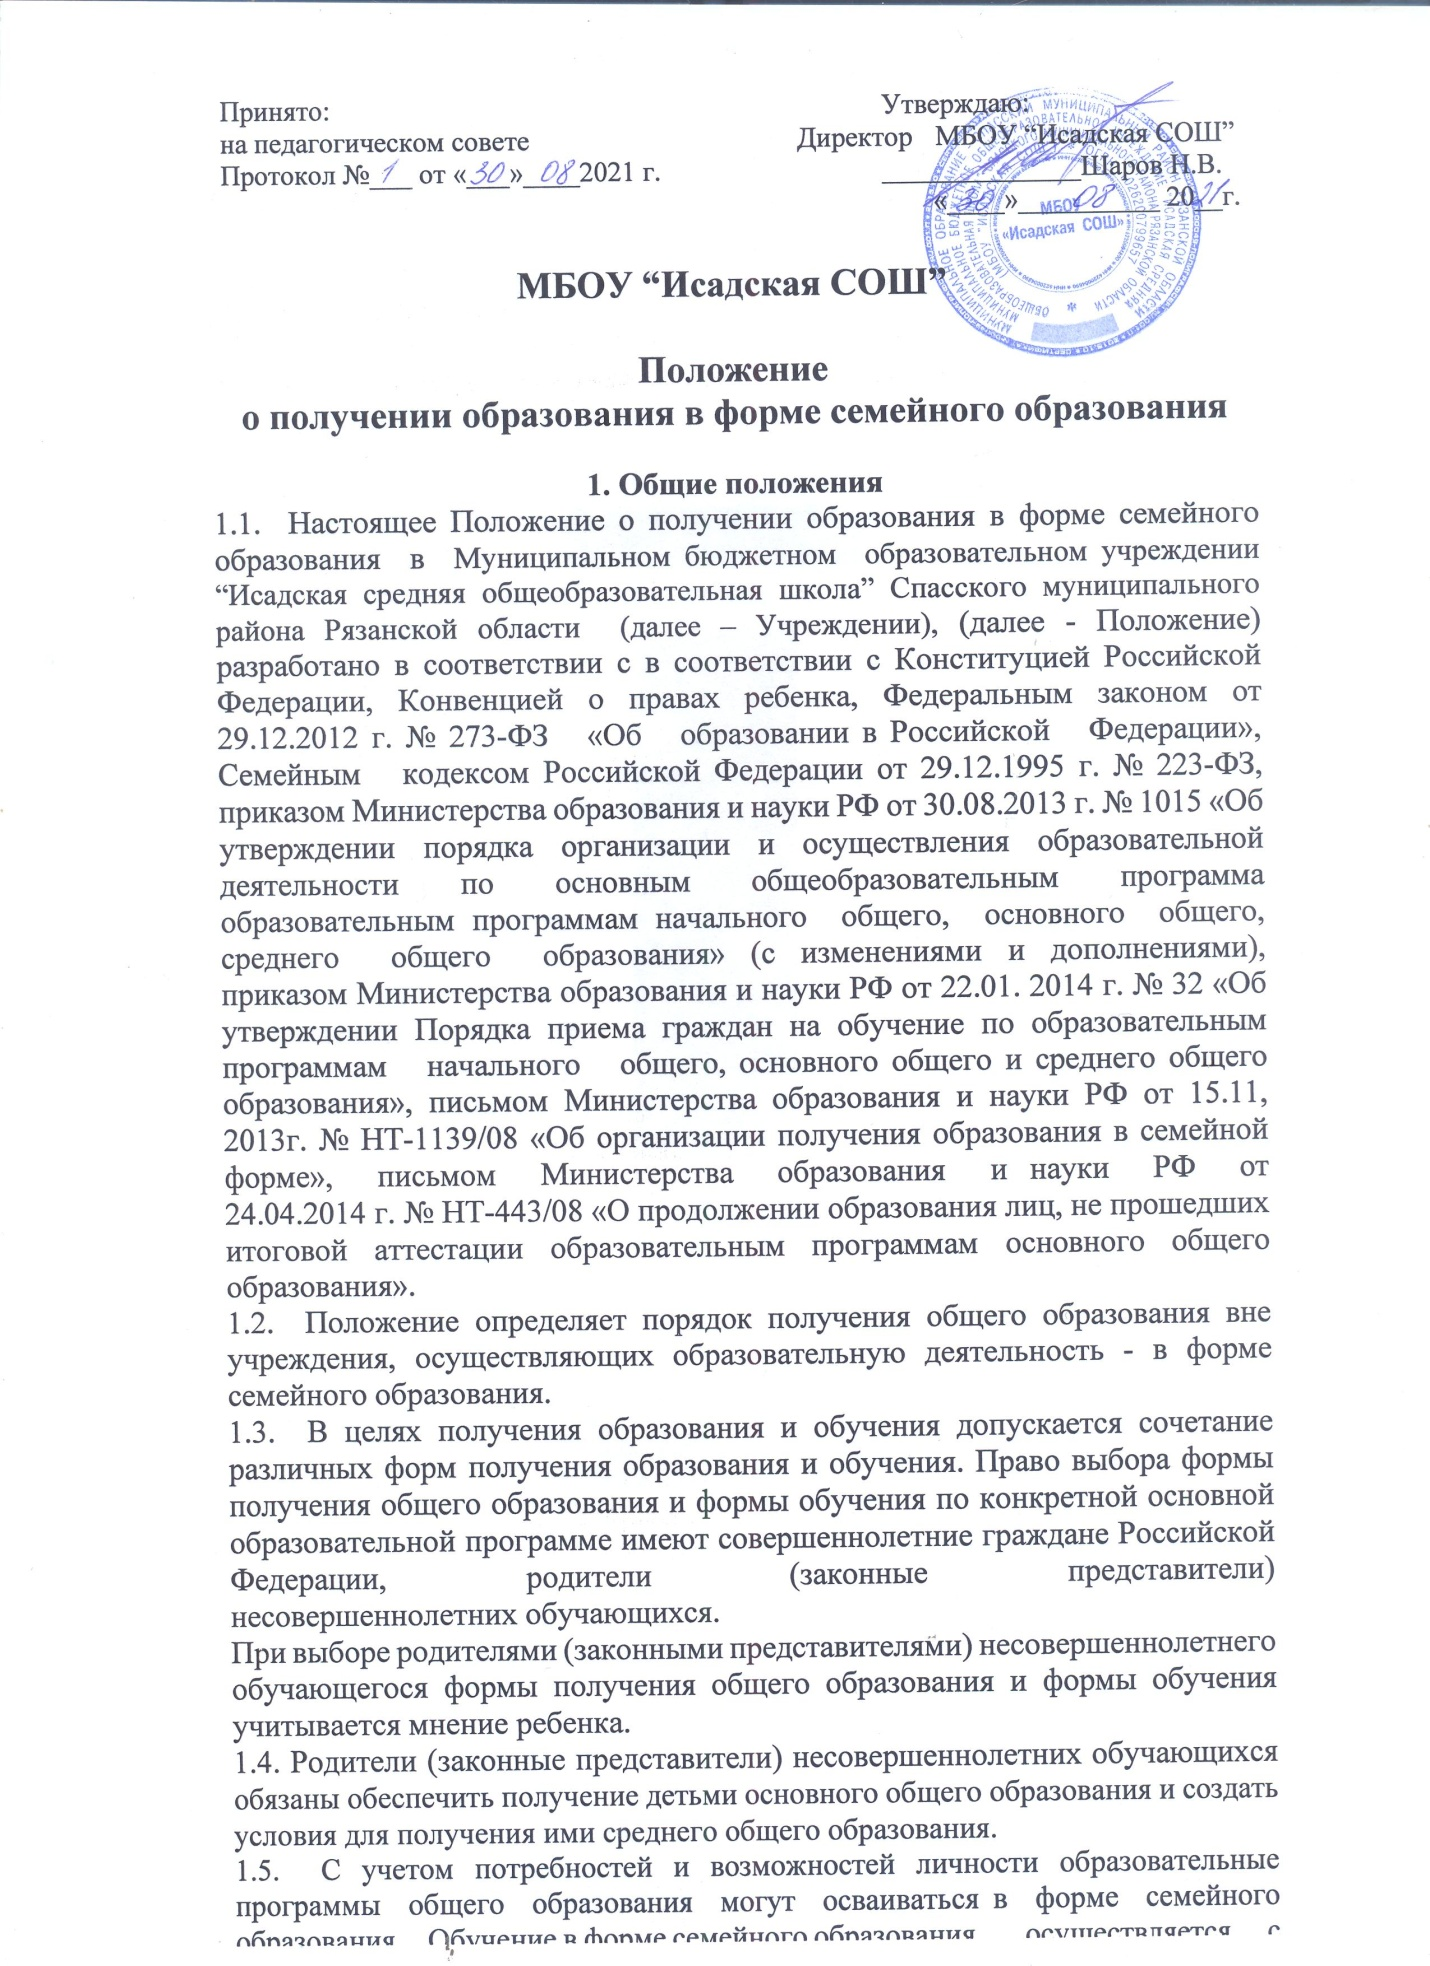 Принято:
Утверждаю:
на педагогическом совете
Директор МБОУ “Исадская СОШ”
Протокол № 1 от «30» 08 2021 г.
Шаров Н.В.
«30» 08 2021 г.
МБОУ
«Исадская СОШ»
МБОУ “Исадская СОШ”
Положение
о получении образования в форме семейного образования
1. Общие положения
1.1. Настоящее Положение о получении образования в форме семейного
образования в Муниципальном бюджетном образовательном учреждении
“Исадская средняя общеобразовательная школа” Спасского муниципального
района Рязанской области (далее – Учреждении), (далее - Положение)
разработано в соответствии с в соответствии с Конституцией Российской
Федерации, Конвенцией о правах ребенка, Федеральным законом от
29.12.2012 г. № 273-ФЗ «Об образовании в Российской Федерации»,
Семейным кодексом Российской Федерации от 29.12.1995 г. № 223-ФЗ,
приказом Министерства образования и науки РФ от 30.08.2013 г. № 1015 «Об
утверждении порядка организации и осуществления образовательной
деятельности по основным общеобразовательным программа
образовательным программам начального общего, основного общего,
среднего общего образования» (с изменениями и дополнениями),
приказом Министерства образования и науки РФ от 22.01. 2014 г. № 32 «Об
утверждении Порядка приема граждан на обучение по образовательным
программам начального общего, основного общего и среднего общего
образования», письмом Министерства образования и науки РФ от 15.11,
2013г. № НТ-1139/08 «Об организации получения образования в семейной
форме», письмом Министерства образования и науки РФ от
24.04.2014 г. № НТ-443/08 «О продолжении образования лиц, не прошедших
итоговой аттестации образовательным программам основного общего
образования».
1.2. Положение определяет порядок получения общего образования вне
учреждения, осуществляющих образовательную деятельность - в форме
семейного образования.
1.3. В целях получения образования и обучения допускается сочетание
различных форм получения образования и обучения. Право выбора формы
получения общего образования и формы обучения по конкретной основной
образовательной программе имеют совершеннолетние граждане Российской
Федерации, родители (законные представители)
несовершеннолетних обучающихся.
При выборе родителями (законными представителями) несовершеннолетнего
обучающегося формы получения общего образования и формы обучения
учитывается мнение ребенка.
1.4. Родители (законные представители) несовершеннолетних обучающихся
обязаны обеспечить получение детьми основного общего образования и создать
условия для получения ими среднего общего образования.
1.5. С учетом потребностей и возможностей личности образовательные
программы общего образования могут осваиваться в форме семейного
образования Обучение в форме семейного образования осуществляется с